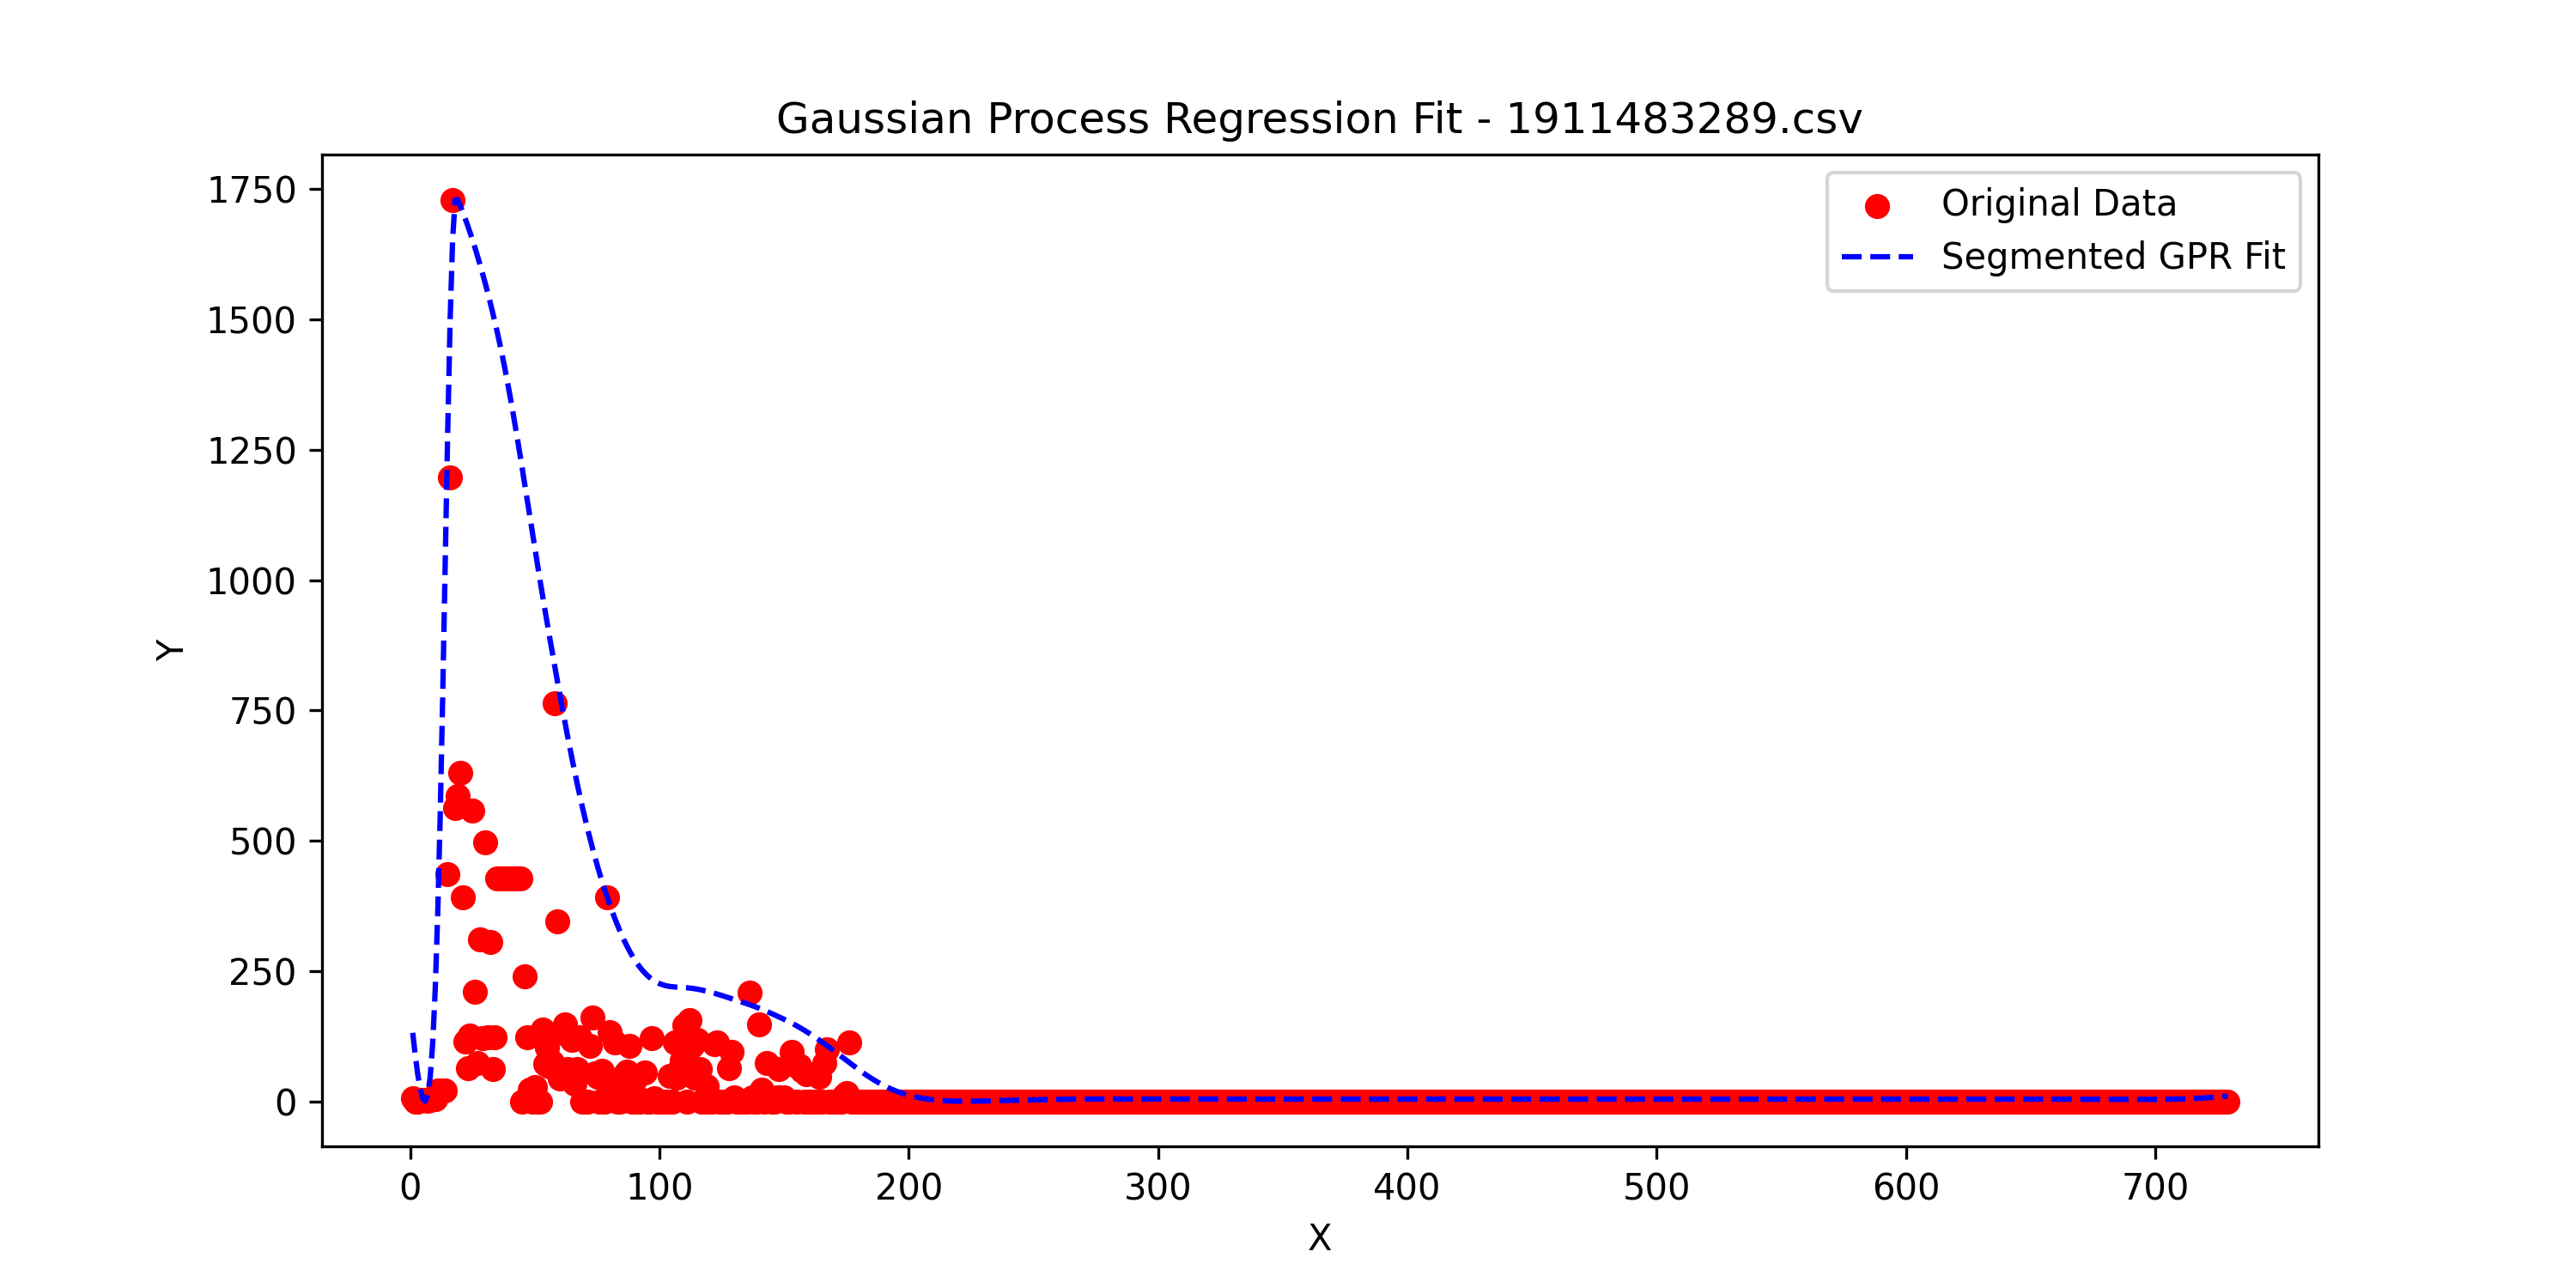 Gaussian Process Regression Fit - 1911483289.csv
Original Data
Segmented GPR Fit
1750
1500
1250
1000
750
500
250
0
Y
0 100 200 300 400 500 600 700
X